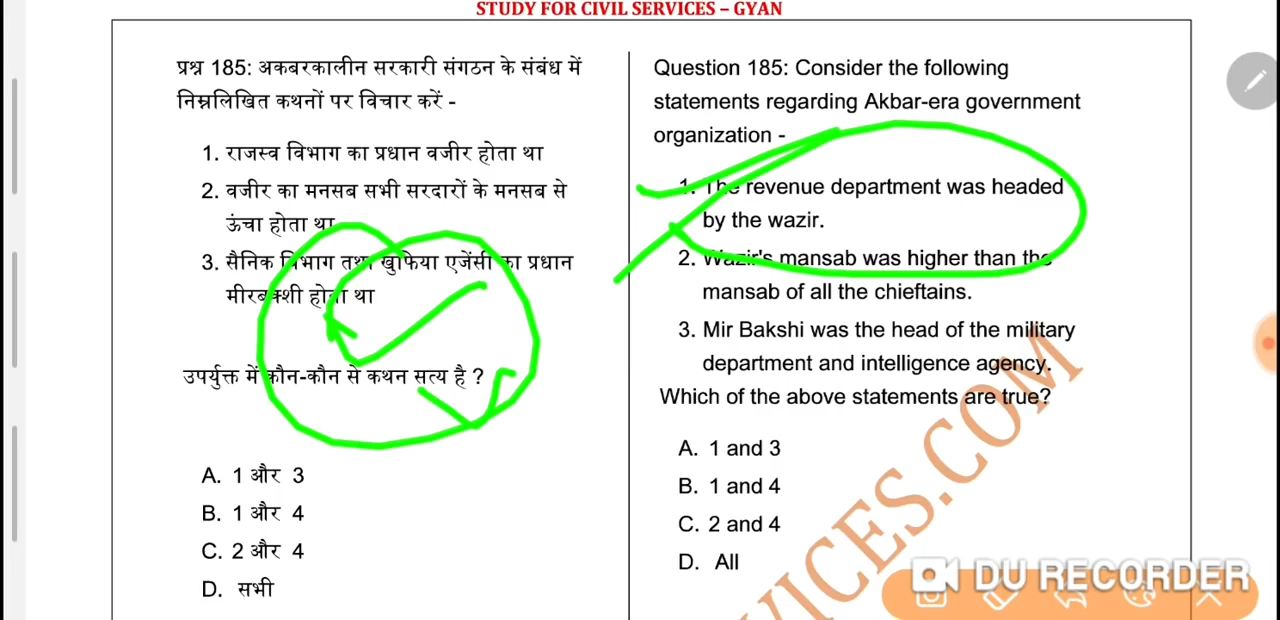 STUDY FOR CIVIL SERVICES – GYAN
प्रश्न 185: अकबरकालीन सरकारी संगठन के संबंध में
निम्नलिखित कथनों पर विचार करें -
1. राजस्व विभाग का प्रधान वजीर होता था
2. वजीर का मनसब सभी सरदारों के मनसब से
ऊंचा होता था
3. सैनिक विभाग तथा खुफिया एजेंसी का प्रधान
मीरबक्शी होता था
उपर्युक्त में कौन-कौन से कथन सत्य है ?
A. 1 और 3
B. 1 और 4
C. 2 और 4
D. सभी
Question 185: Consider the following
statements regarding Akbar-era government
organization -
1. The revenue department was headed
by the wazir.
2. Wazir's mansab was higher than the
mansab of all the chieftains.
3. Mir Bakshi was the head of the military
department and intelligence agency.
Which of the above statements are true?
A. 1 and 3
B. 1 and 4
C. 2 and 4
D. All
VICES.COM
DU RECORDER